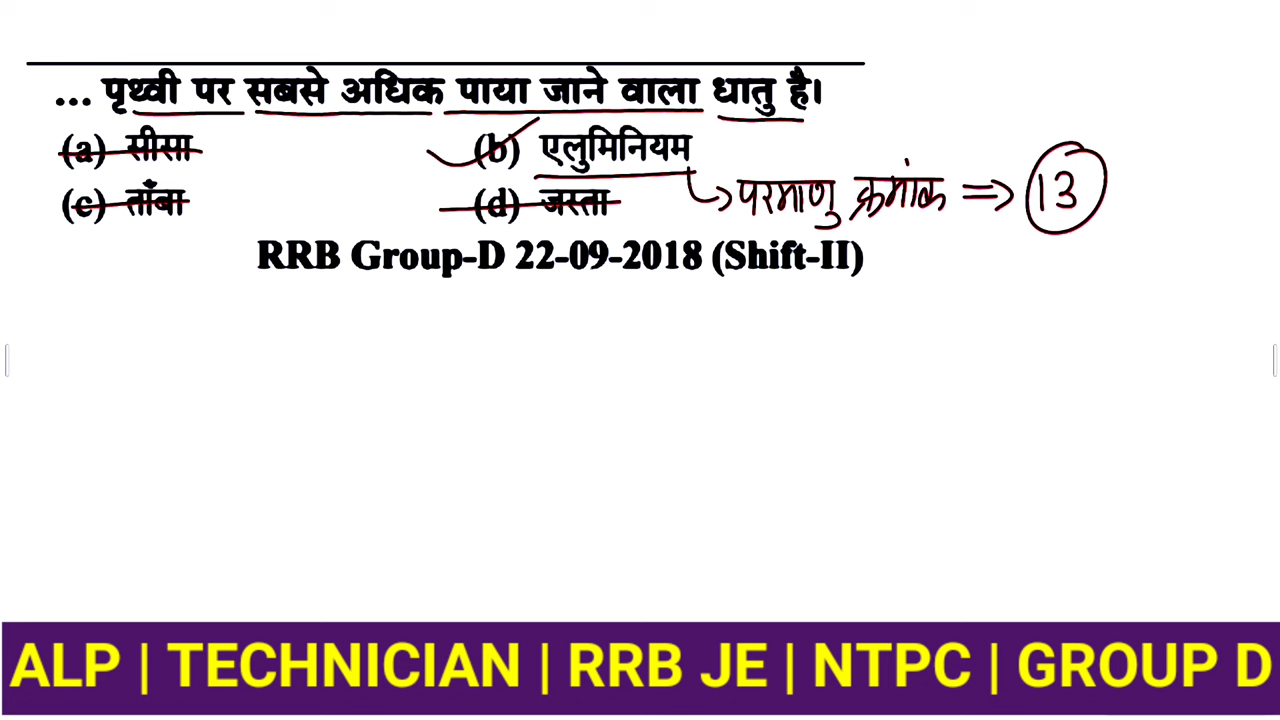 ... पृथ्वी पर सबसे अधिक पाया जाने वाला धातु है।
(a) सीसा (b) एलुमिनियम
(c) ताँबा (d) जस्ता → परमाणु क्रमांक ⇒ 13
RRB Group-D 22-09-2018 (Shift-II)
ALP | TECHNICIAN | RRB JE | NTPC | GROUP D